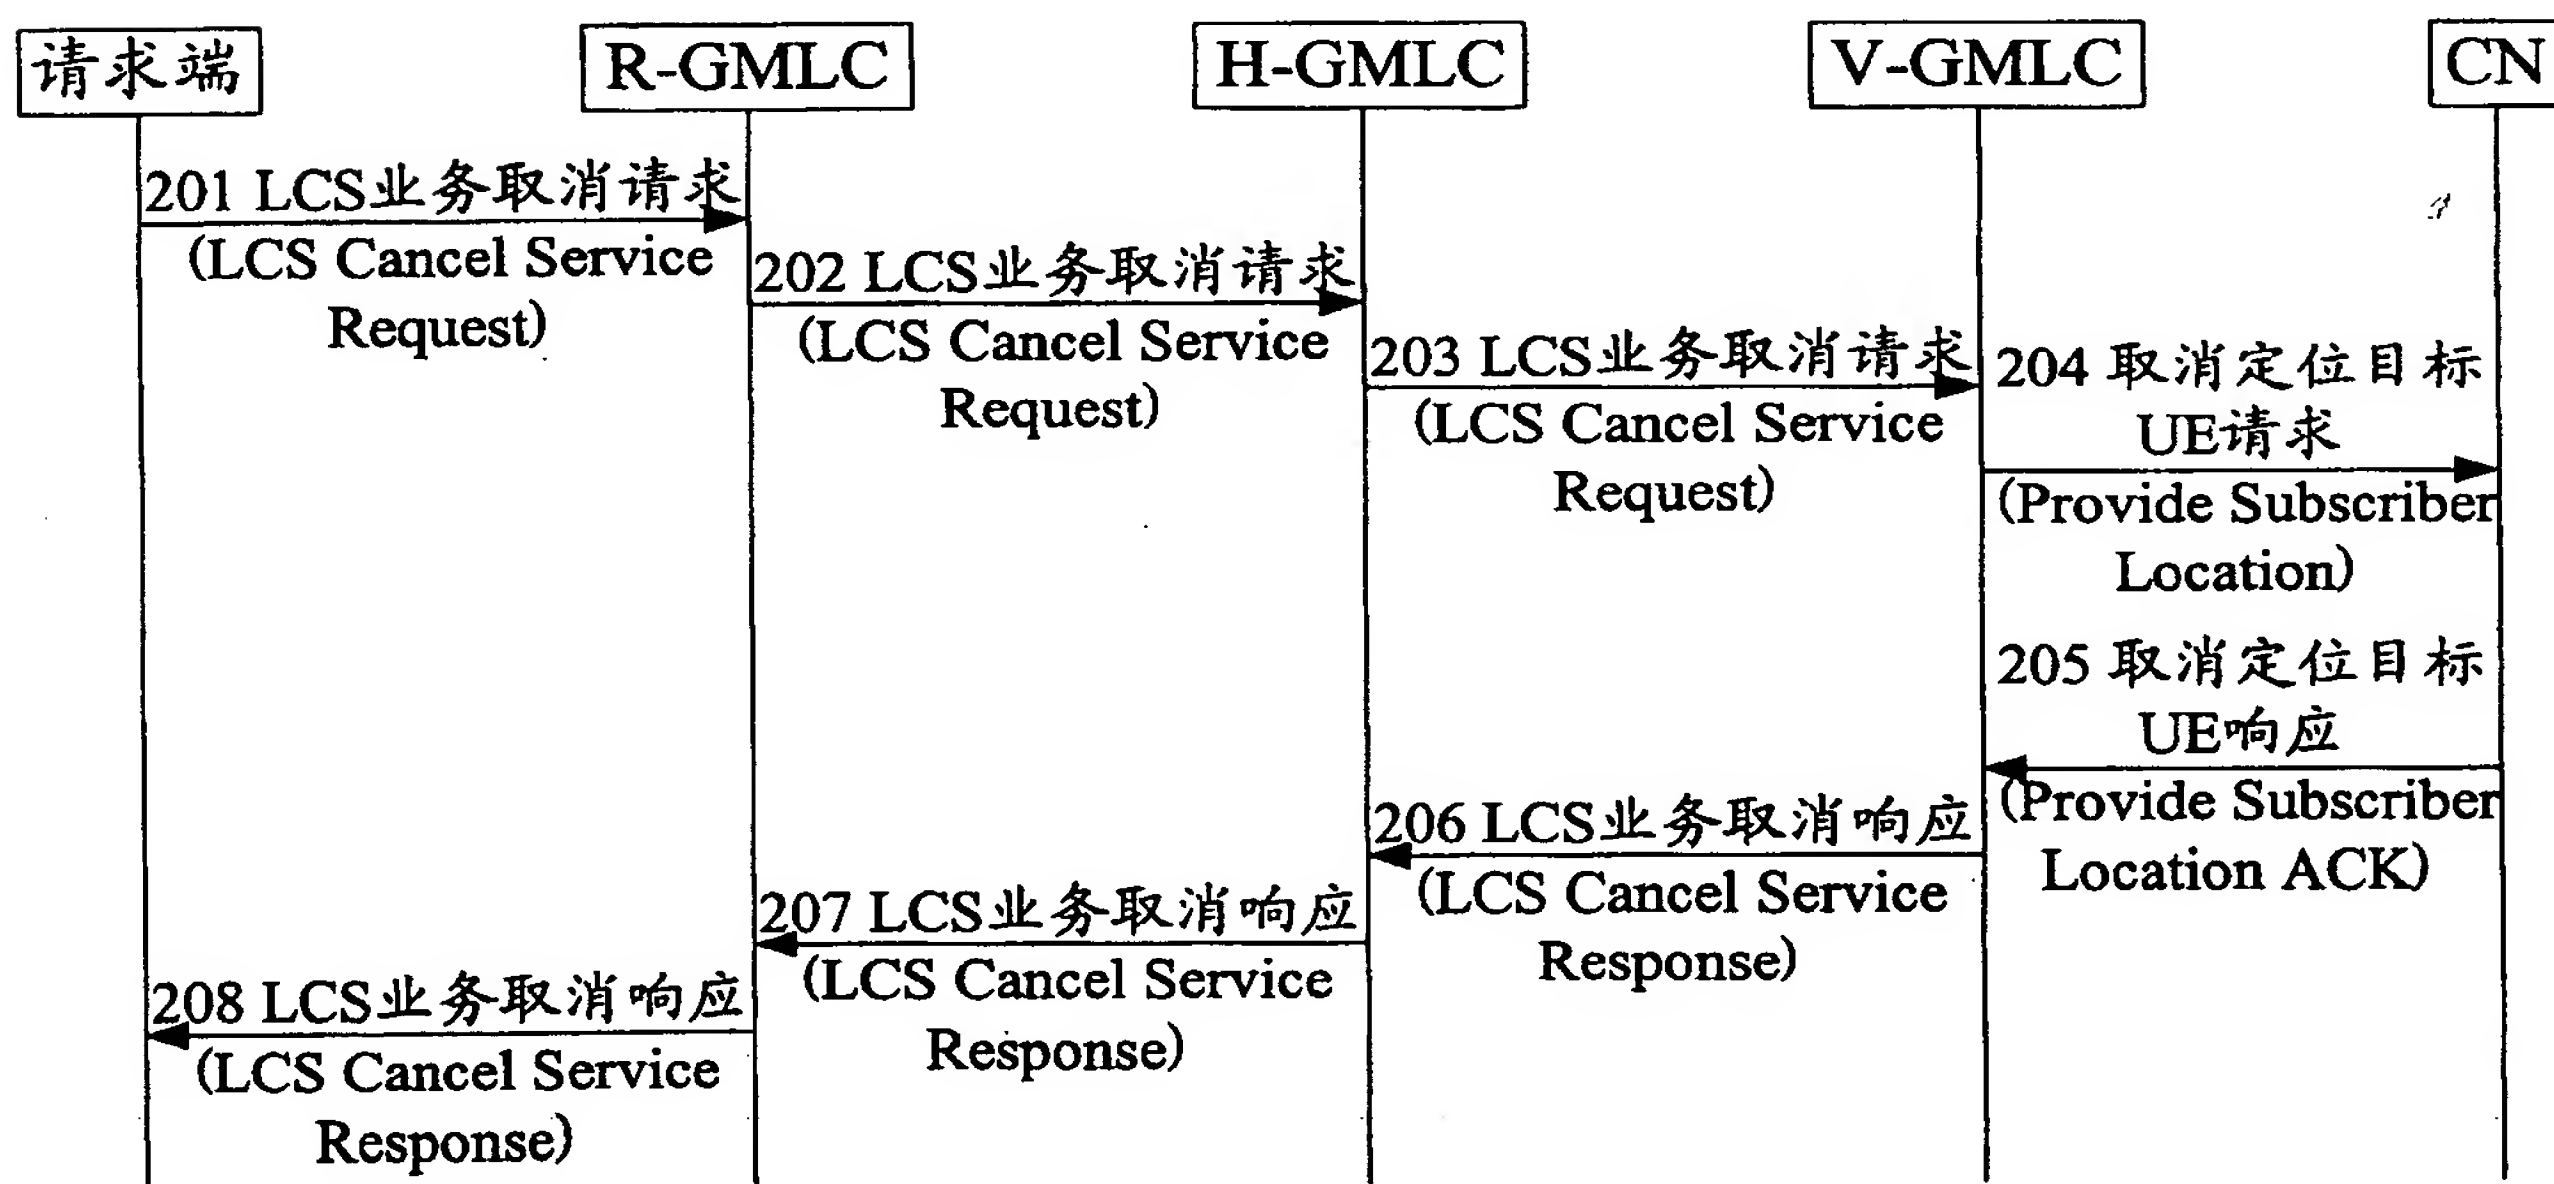 请求端
R-GMLC
H-GMLC
V-GMLC
CN
201 LCS业务取消请求
(LCS Cancel Service
Request)
202 LCS业务取消请求
(LCS Cancel Service
Request)
203 LCS业务取消请求
(LCS Cancel Service
Request)
204 取消定位目标
UE请求
(Provide Subscriber
Location)
205 取消定位目标
UE响应
(Provide Subscriber
Location ACK)
206 LCS业务取消响应
(LCS Cancel Service
Response)
207 LCS业务取消响应
(LCS Cancel Service
Response)
208 LCS业务取消响应
(LCS Cancel Service
Response)